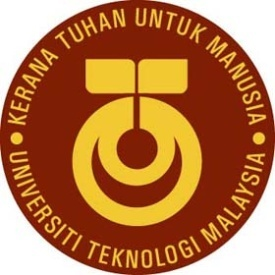 KERANA TUHAN UNTUK MANUSIA
UNIVERSITI TEKNOLOGI MALAYSIA